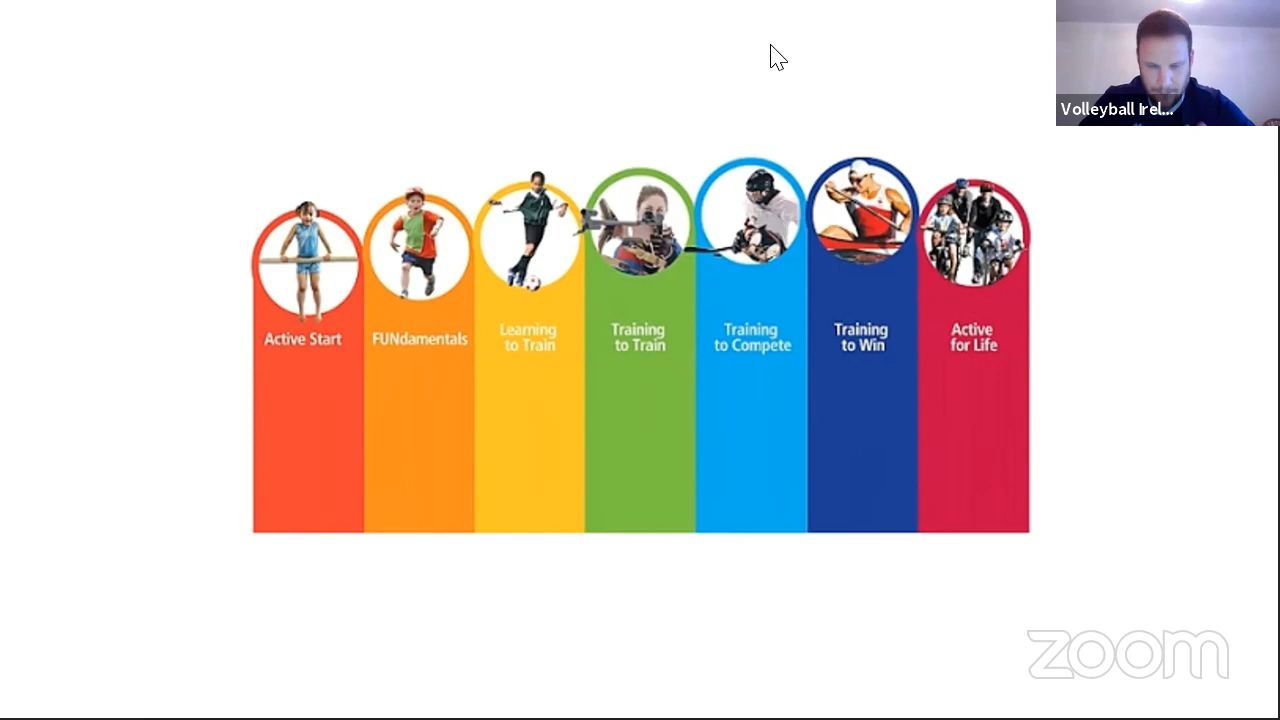 Volleyball Irel...
Active Start
FUNdamentals
Learning
to Train
Training
to Train
Training
to Compete
Training
to Win
Active
for Life
zoom